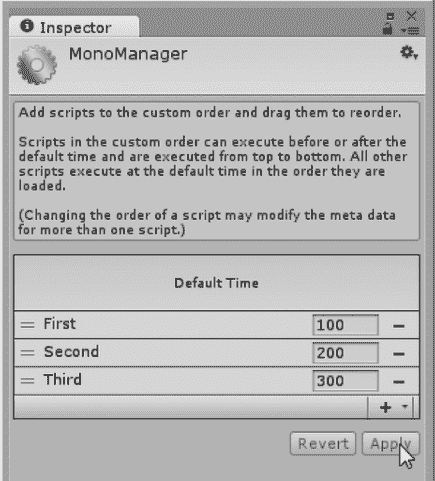 Inspector
MonoManager
Add scripts to the custom order and drag them to reorder.
Scripts in the custom order can execute before or after the
default time and are executed from top to bottom. All other
scripts execute at the default time in the order they are
loaded.
(Changing the order of a script may modify the meta data
for more than one script.)
Default Time
First 100
Second 200
Third 300
Revert Apply